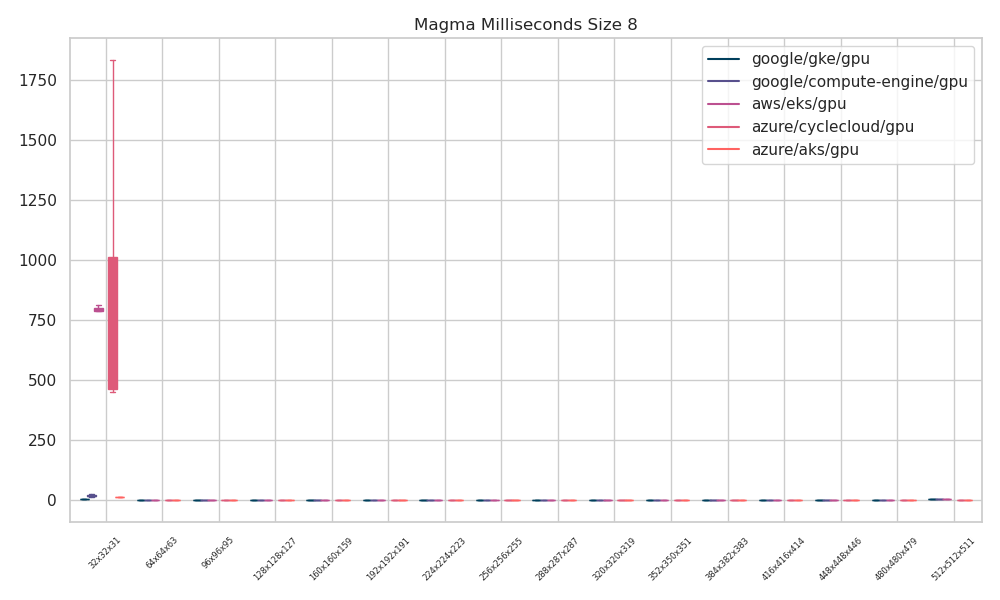 Magma Milliseconds Size 8
google/gke/gpu
google/compute-engine/gpu
aws/eks/gpu
azure/cyclecloud/gpu
azure/aks/gpu
1750
1500
1250
1000
750
500
250
0
32x32x31
64x64x63
96x96x95
128x128x127
160x160x159
192x192x191
224x224x223
256x256x255
288x287x287
320x320x319
352x350x351
384x382x383
416x416x414
448x448x446
480x480x479
512x512x511